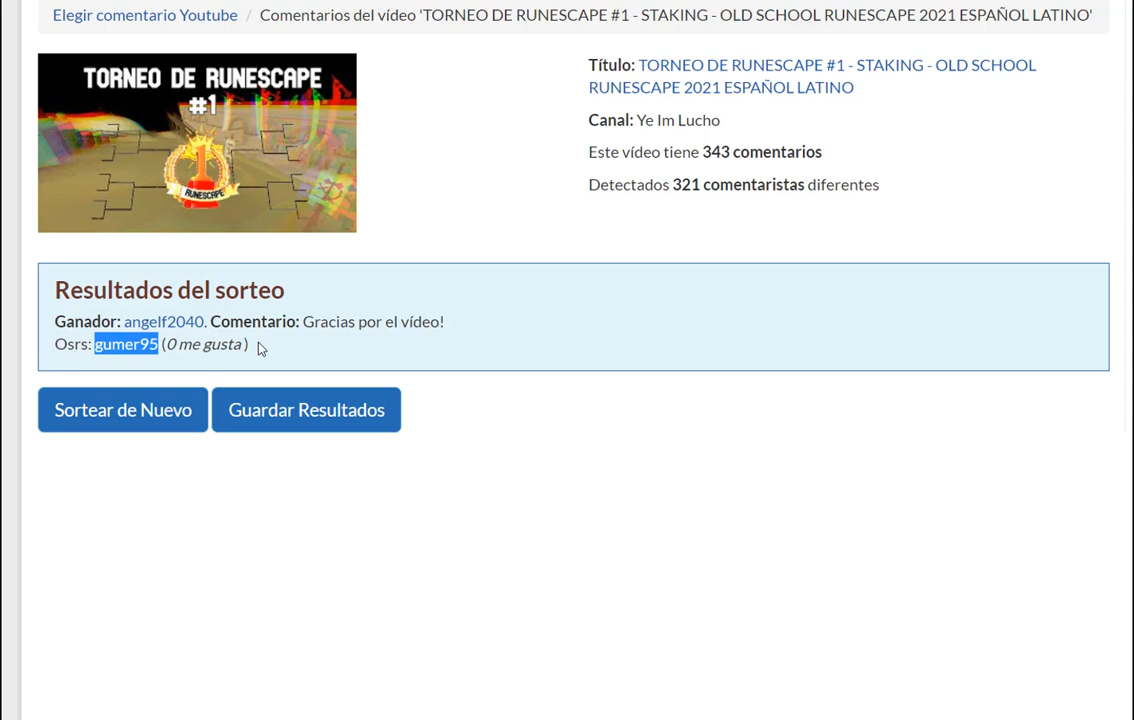 Elegir comentario Youtube / Comentarios del vídeo 'TORNEO DE RUNESCAPE #1 - STAKING - OLD SCHOOL RUNESCAPE 2021 ESPAÑOL LATINO'
TORNEO DE RUNESCAPE
#1
1
RUNESCAPE
Título: TORNEO DE RUNESCAPE #1 - STAKING - OLD SCHOOL
RUNESCAPE 2021 ESPAÑOL LATINO
Canal: Ye Im Lucho
Este vídeo tiene 343 comentarios
Detectados 321 comentaristas diferentes
Resultados del sorteo
Ganador: angelf2040. Comentario: Gracias por el vídeo!
Osrs: gumer95 (0 me gusta )
Sortear de Nuevo
Guardar Resultados